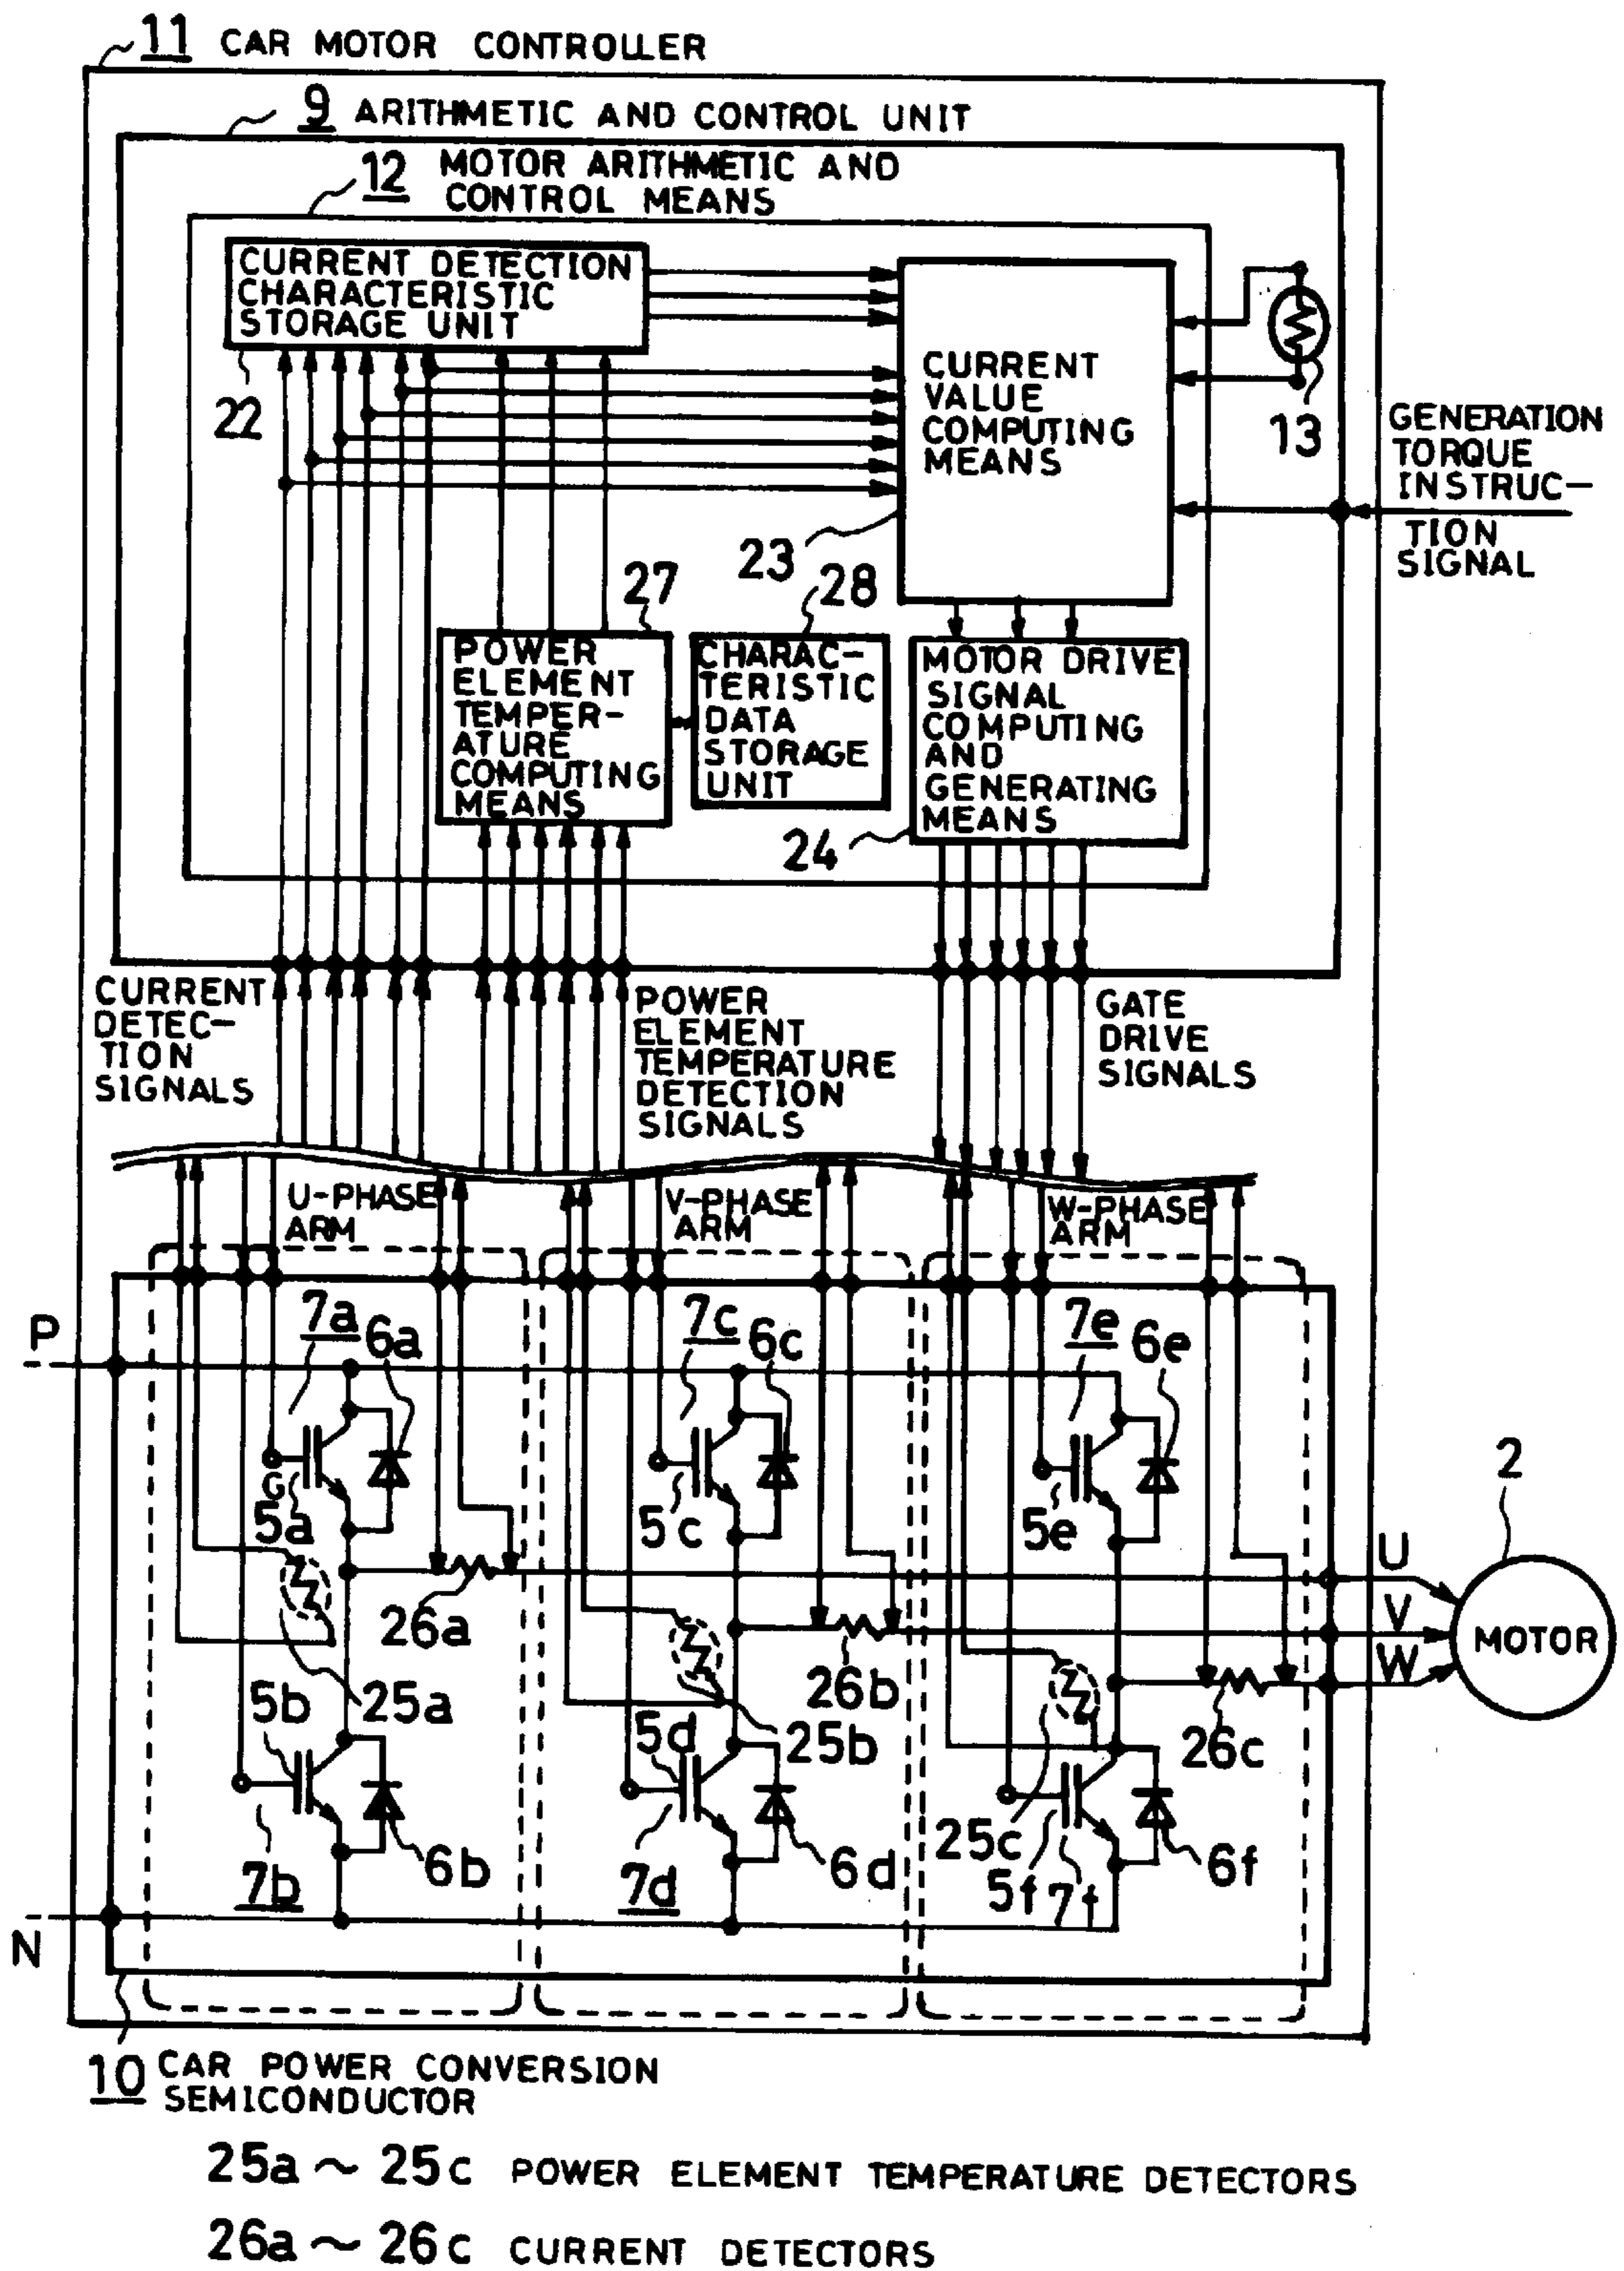 11 CAR MOTOR CONTROLLER
9 ARITHMETIC AND CONTROL UNIT
12 MOTOR ARITHMETIC AND
CONTROL MEANS
CURRENT DETECTION
CHARACTERISTIC
STORAGE UNIT
22
CURRENT
VALUE
COMPUTING
MEANS
23
13
GENERATION
TORQUE
INSTRUC-
TION
SIGNAL
27
28
POWER
ELEMENT
TEMPER-
ATURE
COMPUTING
MEANS
CHARAC-
TERISTIC
DATA
STORAGE
UNIT
MOTOR DRIVE
SIGNAL
COMPUTING
AND
GENERATING
MEANS
24
CURRENT
DETEC-
TION
SIGNALS
POWER
ELEMENT
TEMPERATURE
DETECTION
SIGNALS
GATE
DRIVE
SIGNALS
U-PHASE
ARM
V-PHASE
ARM
W-PHASE
ARM
P
7a
6a
7c
6c
7e
6e
G
5a
5c
5e
2
U
V
W
MOTOR
26a
26b
26c
25a
25b
25c
5b
5d
5f
7b
6b
7d
6d
7f
6f
N
10 CAR POWER CONVERSION
SEMICONDUCTOR
25a ~ 25c POWER ELEMENT TEMPERATURE DETECTORS
26a ~ 26c CURRENT DETECTORS